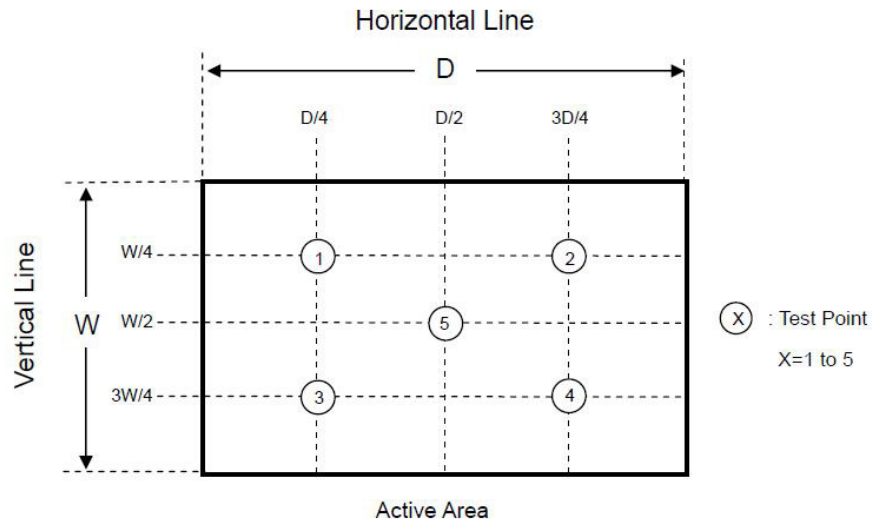 Horizontal Line
D
D/4 D/2 3D/4
Vertical Line
W
W/4
1 2
W/2
5
X : Test Point
X=1 to 5
3W/4
3 4
Active Area